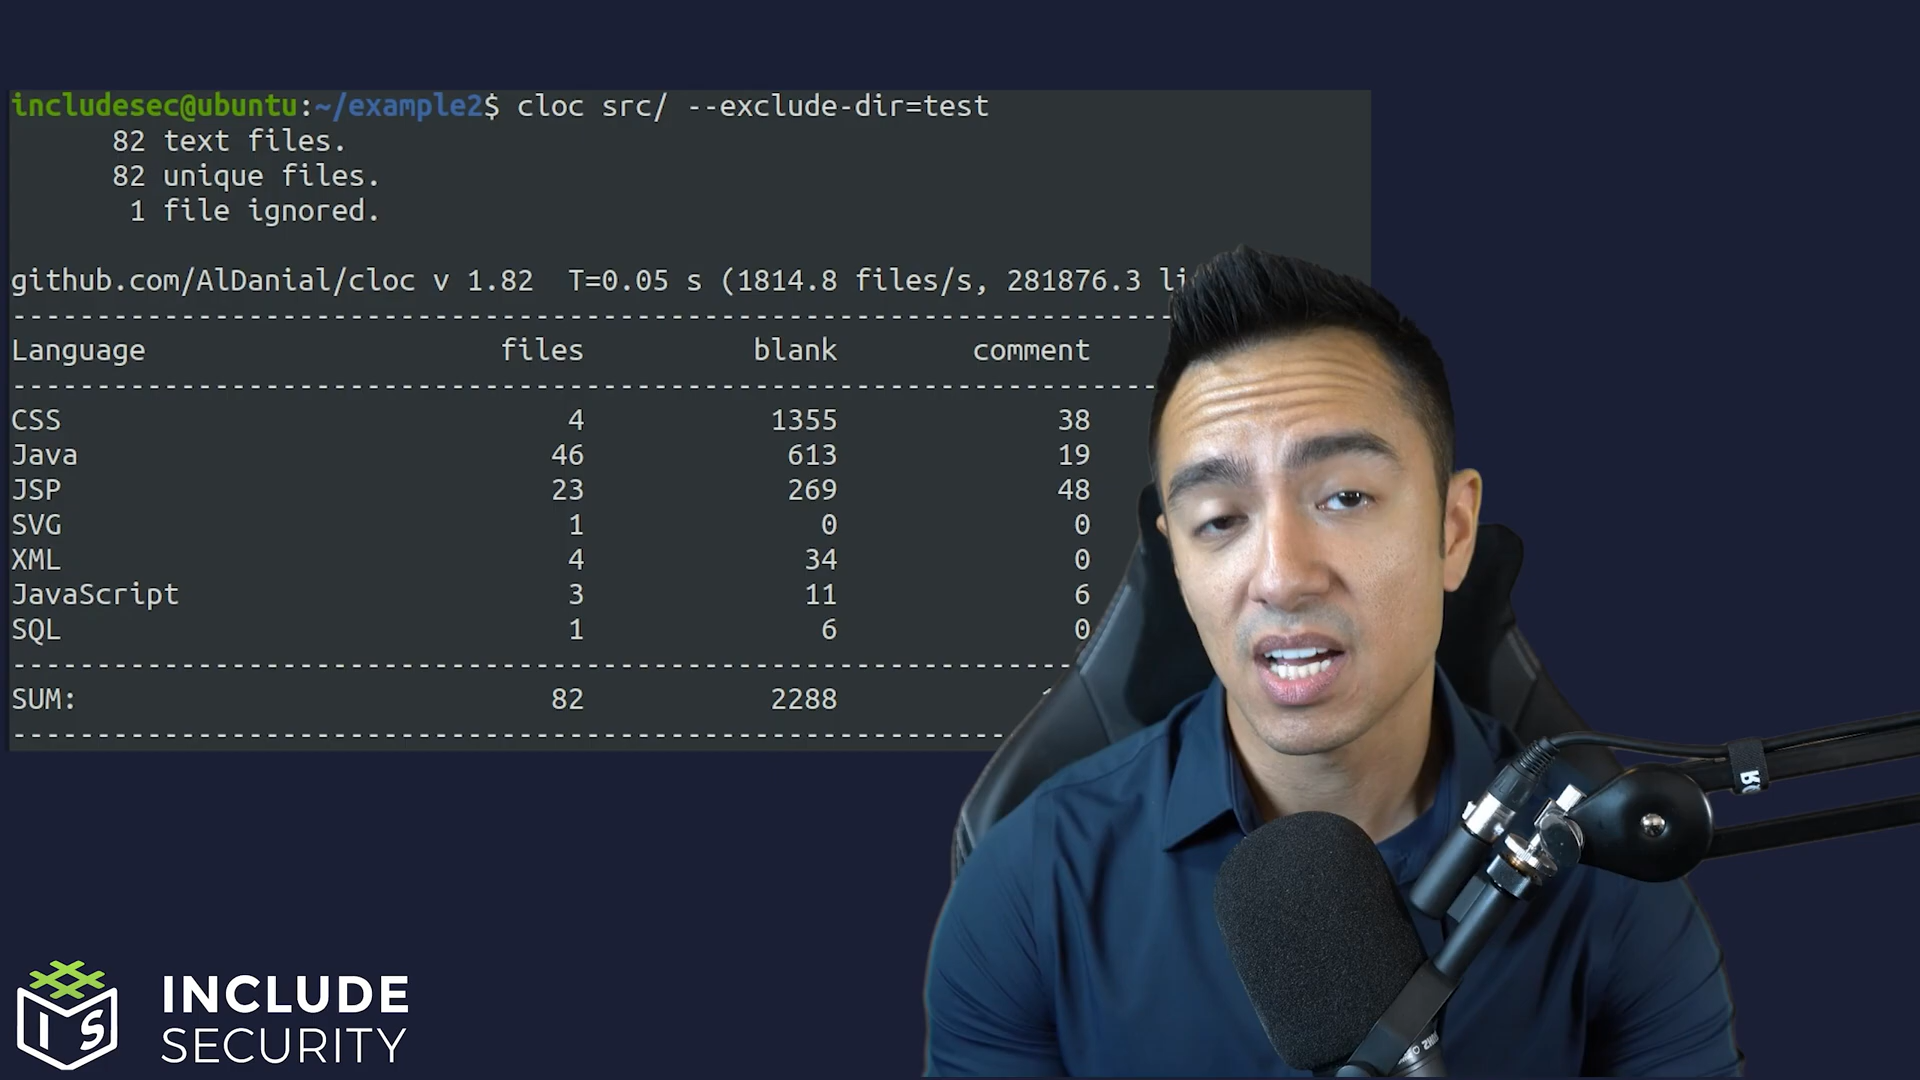 includesec@ubuntu:~/example2$ cloc src/ --exclude-dir=test
82 text files.
82 unique files.
1 file ignored.
github.com/AlDanial/cloc v 1.82  T=0.05 s (1814.8 files/s, 281876.3
--------------------------------------------------------------------
Language files blank comment
--------------------------------------------------------------------
CSS 4 1355 38
Java 46 613 19
JSP 23 269 48
SVG 1 0 0
XML 4 34 0
JavaScript 3 11 6
SQL 1 6 0
----------------------------------------------------------------
SUM: 82 2288
------------------------------------------------------------
IS
INCLUDE
SECURITY